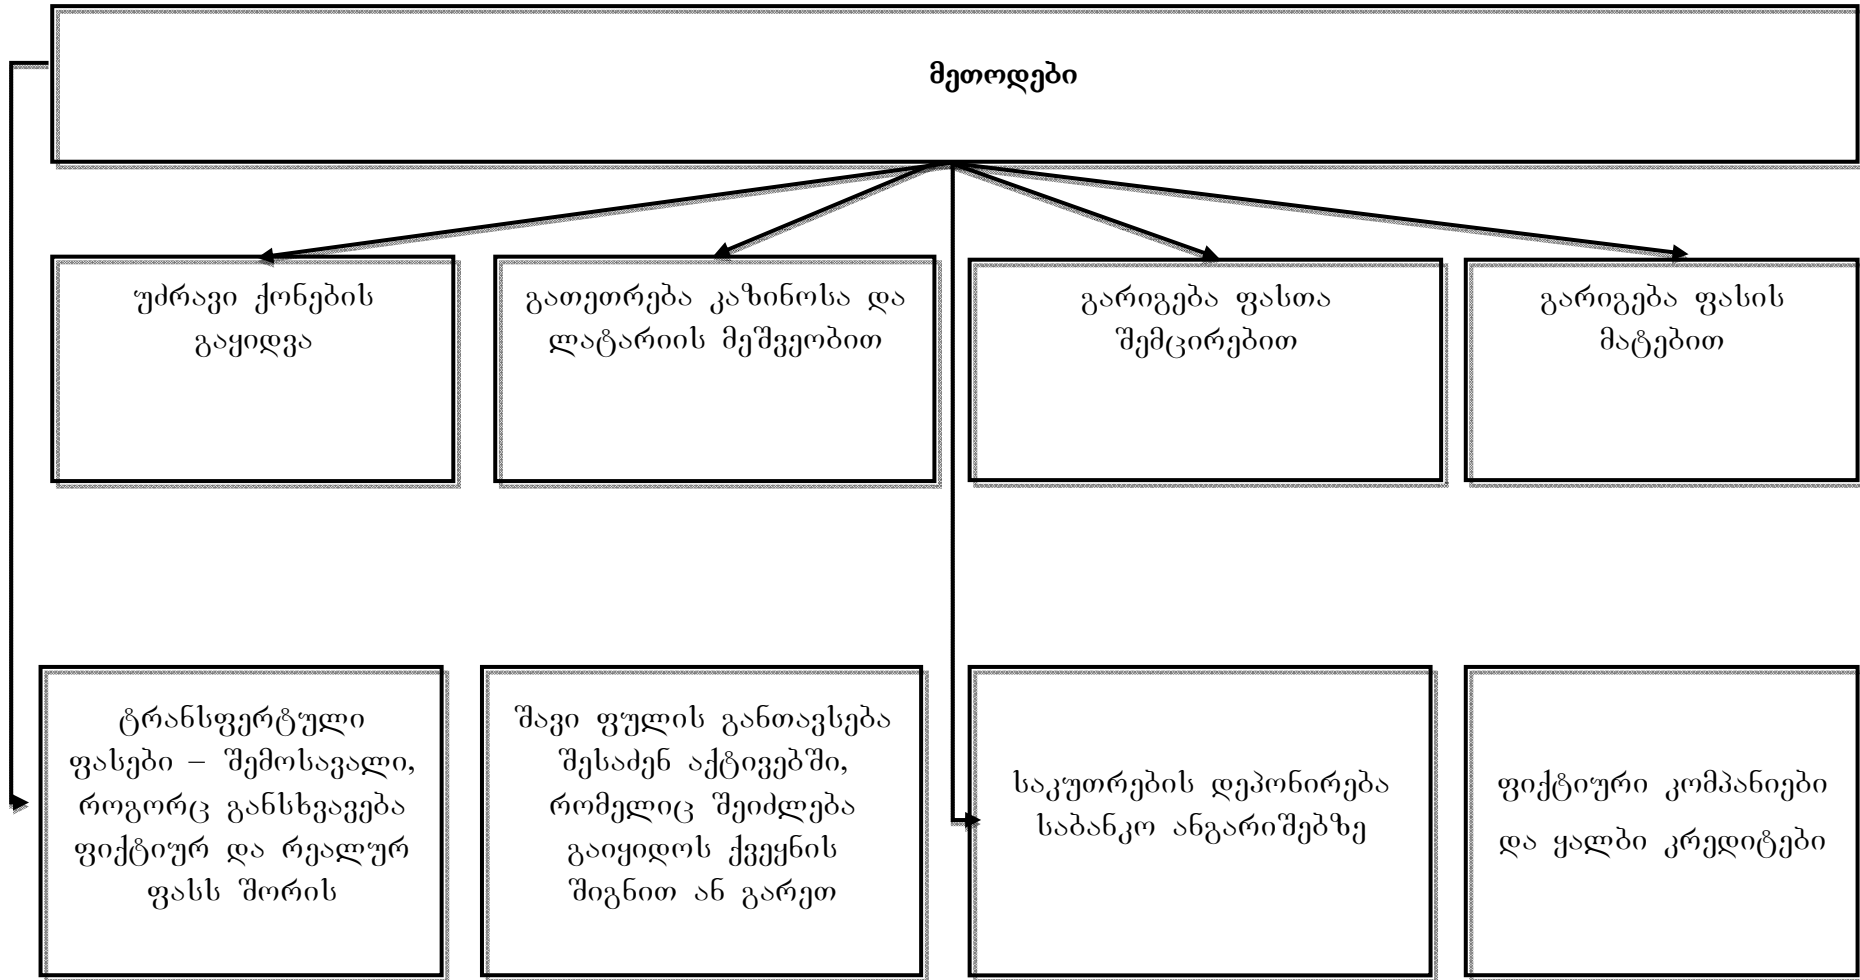 მეთოდები
უძრავი ქონების
გაყიდვა
გათეთრება კაზინოსა და
ლატარიის მეშვეობით
გარიგება ფასთა
შემცირებით
გარიგება ფასის
მატებით
ტრანსფერტული
ფასები – შემოსავალი,
როგორც განსხვავება
ფიქტიურ და რეალურ
ფასს შორის
შავი ფულის განთავსება
შესაძენ აქტივებში,
რომელიც შეიძლება
გაიყიდოს ქვეყნის
შიგნით ან გარეთ
საკუთრების დეპონირება
საბანკო ანგარიშებზე
ფიქტიური კომპანიები
და ყალბი კრედიტები